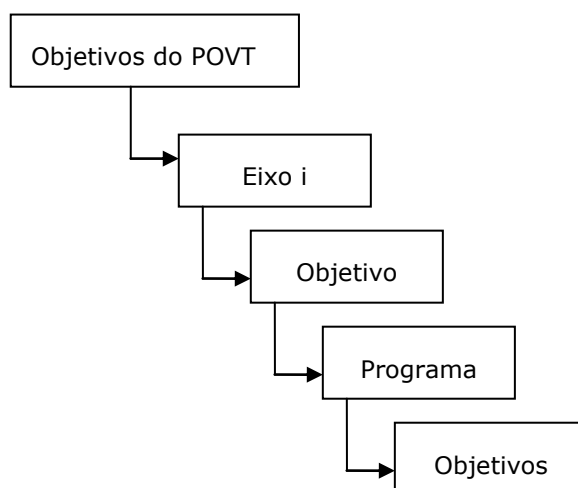 Objetivos do POVT
Eixo i
Objetivo
Programa
Objetivos